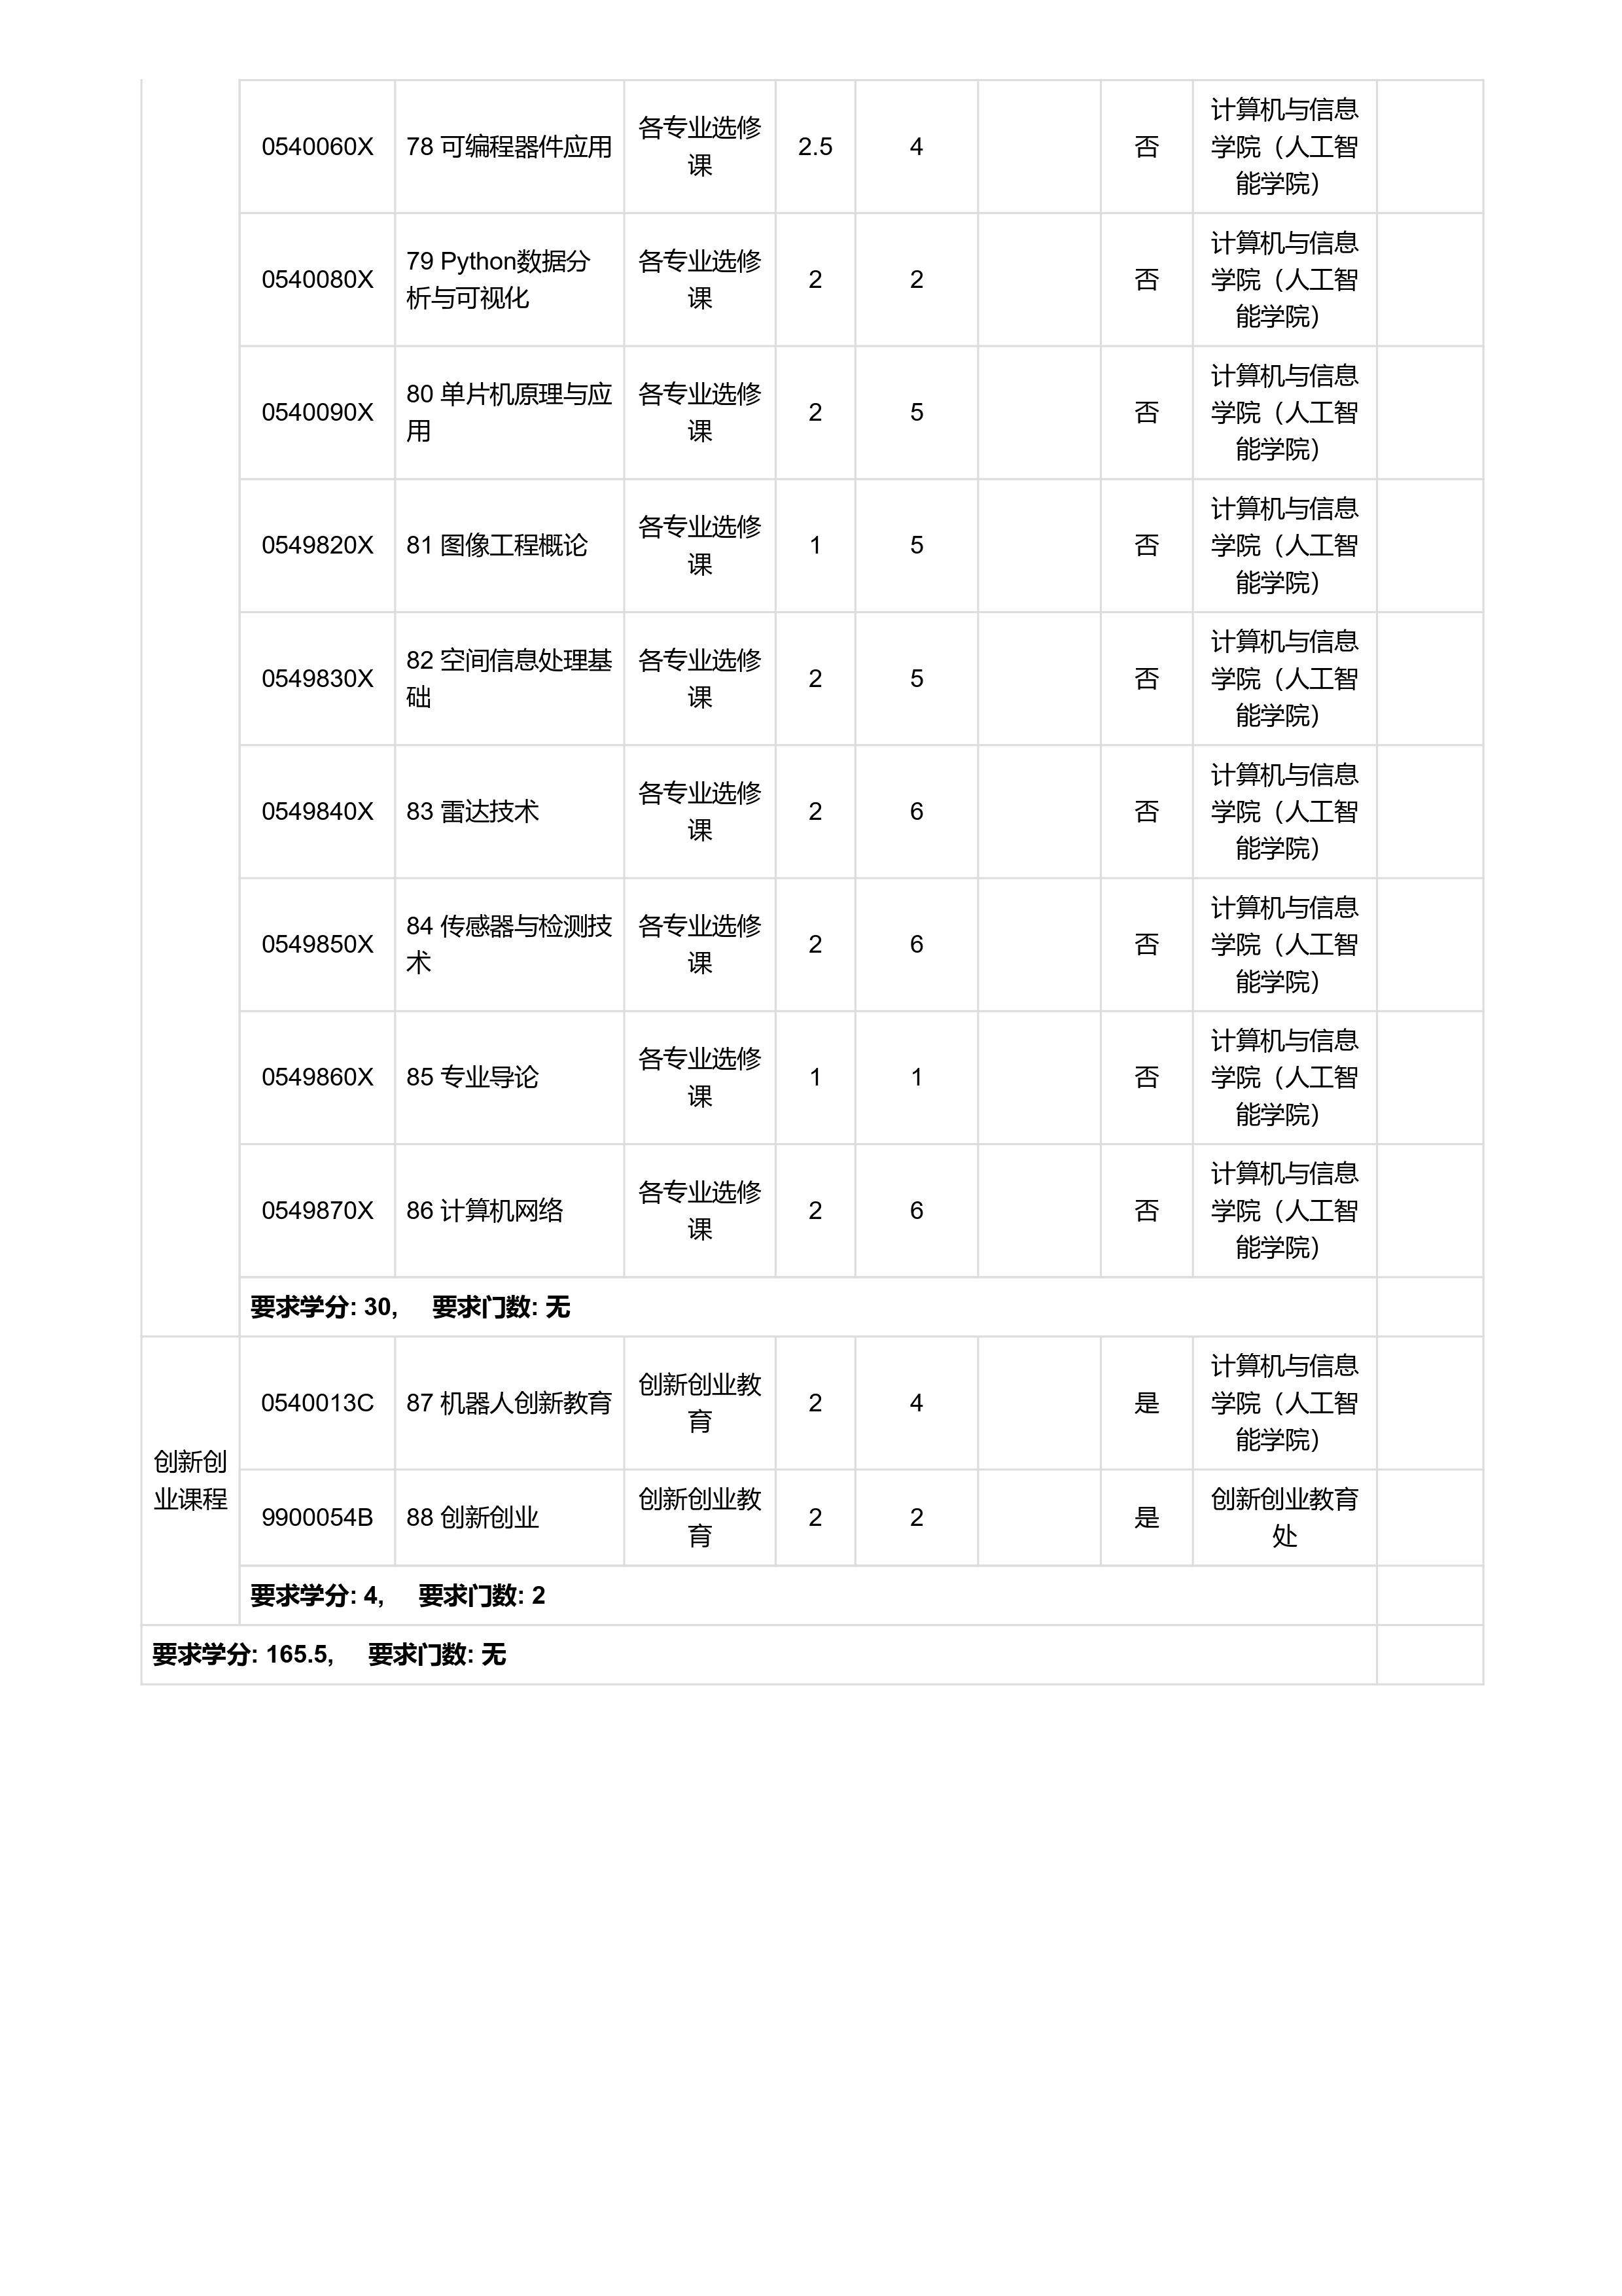 0540060X 78 可编程器件应用 各专业选修课 2.5 4 否 计算机与信息学院（人工智能学院）
0540080X 79 Python数据分析与可视化 各专业选修课 2 2 否 计算机与信息学院（人工智能学院）
0540090X 80 单片机原理与应用 各专业选修课 2 5 否 计算机与信息学院（人工智能学院）
0549820X 81 图像工程概论 各专业选修课 1 5 否 计算机与信息学院（人工智能学院）
0549830X 82 空间信息处理基础 各专业选修课 2 5 否 计算机与信息学院（人工智能学院）
0549840X 83 雷达技术 各专业选修课 2 6 否 计算机与信息学院（人工智能学院）
0549850X 84 传感器与检测技术 各专业选修课 2 6 否 计算机与信息学院（人工智能学院）
0549860X 85 专业导论 各专业选修课 1 1 否 计算机与信息学院（人工智能学院）
0549870X 86 计算机网络 各专业选修课 2 6 否 计算机与信息学院（人工智能学院）
要求学分: 30, 要求门数: 无
创新创业课程
0540013C 87 机器人创新教育 创新创业教育 2 4 是 计算机与信息学院（人工智能学院）
9900054B 88 创新创业 创新创业教育 2 2 是 创新创业教育处
要求学分: 4, 要求门数: 2
要求学分: 165.5, 要求门数: 无